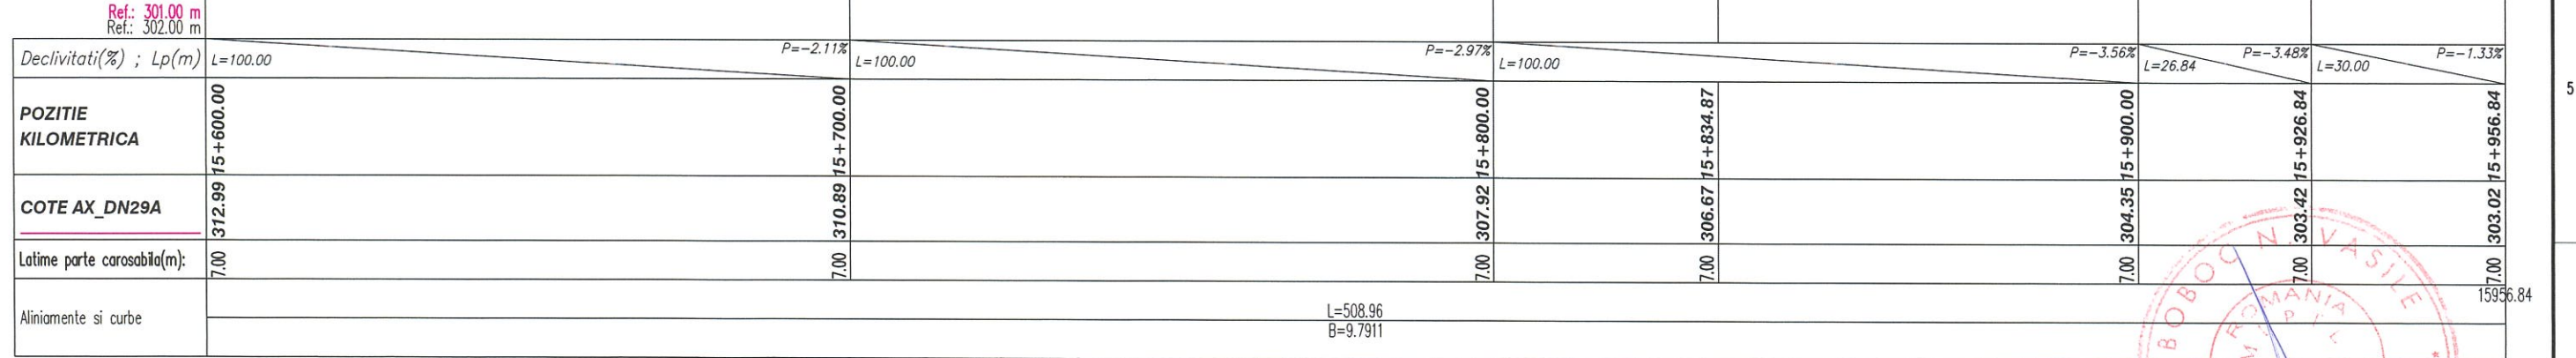 Ref.: 301.00 m
Ref.: 302.00 m
Declivitati(%) ; Lp(m) L=100.00 P=-2.11% L=100.00 P=-2.97% L=100.00 P=-3.56% L=26.84 P=-3.48% L=30.00 P=-1.33%
POZITIE KILOMETRICA 15+600.00 15+700.00 15+800.00 15+834.87 15+900.00 15+926.84 15+956.84
COTE AX_DN29A 312.99 310.89 307.92 306.67 304.35 303.42 303.02
Latime parte carosabila(m): 7.00 7.00 7.00 7.00 7.00 7.00 7.00
15956.84
Aliniamente si curbe
L=508.96
B=9.7911
5
BOBOC N. VASILE
ROMANIA